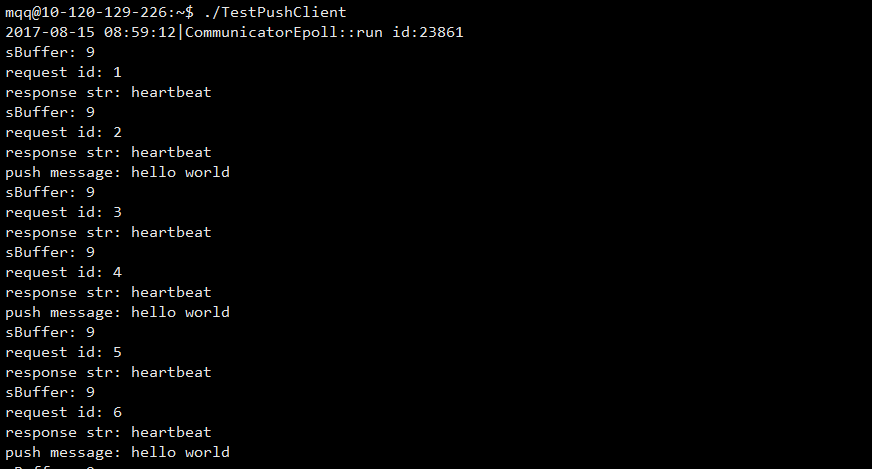 mqq@10-120-129-226:~$ ./TestPushClient
2017-08-15 08:59:12|CommunicatorEpoll::run id:23861
sBuffer: 9
request id: 1
response str: heartbeat
sBuffer: 9
request id: 2
response str: heartbeat
push message: hello world
sBuffer: 9
request id: 3
response str: heartbeat
sBuffer: 9
request id: 4
response str: heartbeat
push message: hello world
sBuffer: 9
request id: 5
response str: heartbeat
sBuffer: 9
request id: 6
response str: heartbeat
push message: hello world